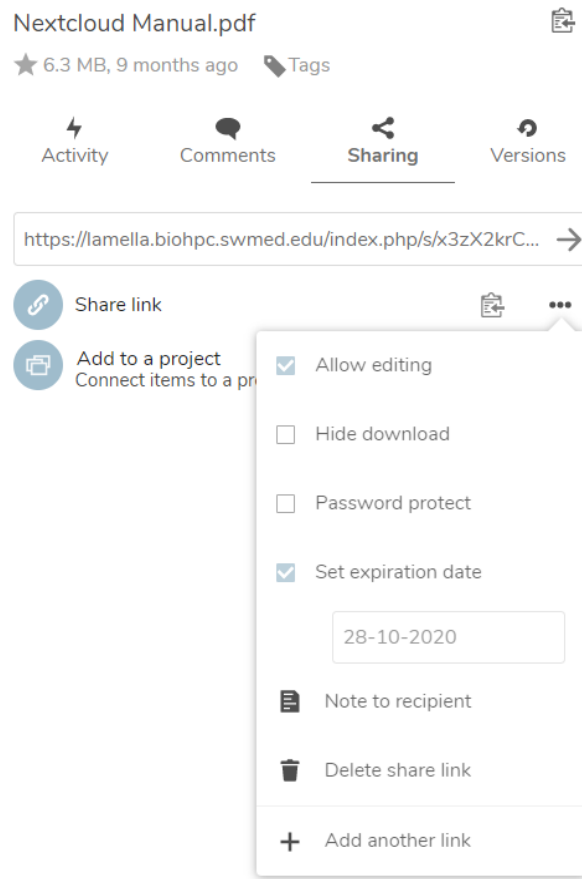 Nextcloud Manual.pdf
6.3 MB, 9 months ago Tags
Activity Comments Sharing Versions
https://lamella.biohpc.swmed.edu/index.php/s/x3zX2krC...
Share link
Add to a project
Connect items to a pr
Allow editing
Hide download
Password protect
Set expiration date
28-10-2020
Note to recipient
Delete share link
Add another link